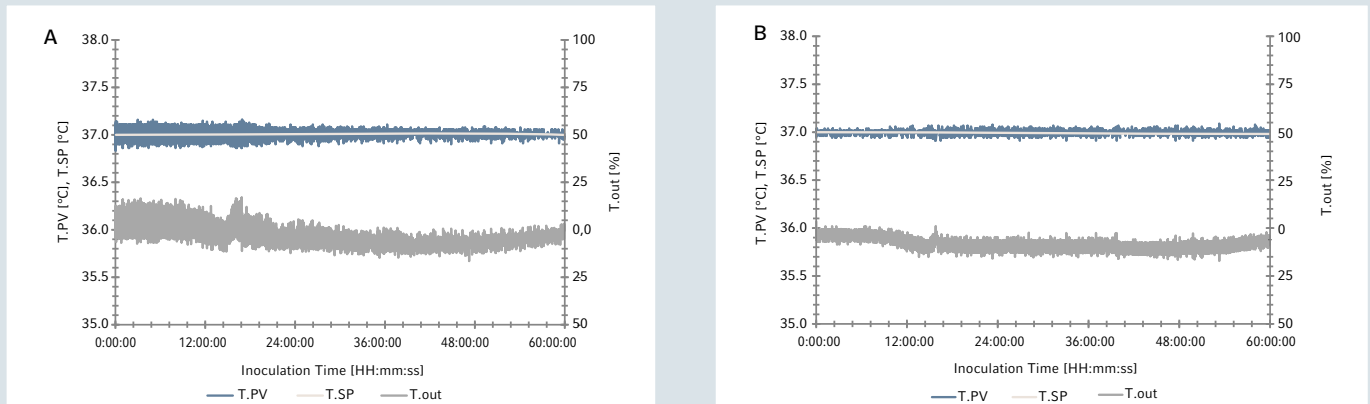 A
38.0
37.5
37.0
36.5
36.0
35.5
35.0
T.PV [°C], T.SP [°C]
100
75
50
25
0,0
25
50
T.out [%]
0:00:00 12:00:00 24:00:00 36:00:00 48:00:00 60:00:00
Inoculation Time [HH:mm:ss]
T.PV T.SP T.out
B
38.0
37.5
37.0
36.5
36.0
35.5
35.0
T.PV [°C], T.SP [°C]
100
75
50
25
0
25
50
T.out [%]
0:00:00 12:00:00 24:00:00 36:00:00 48:00:00 60:00:00
Inoculation Time [HH:mm:ss]
T.PV T.SP T.out